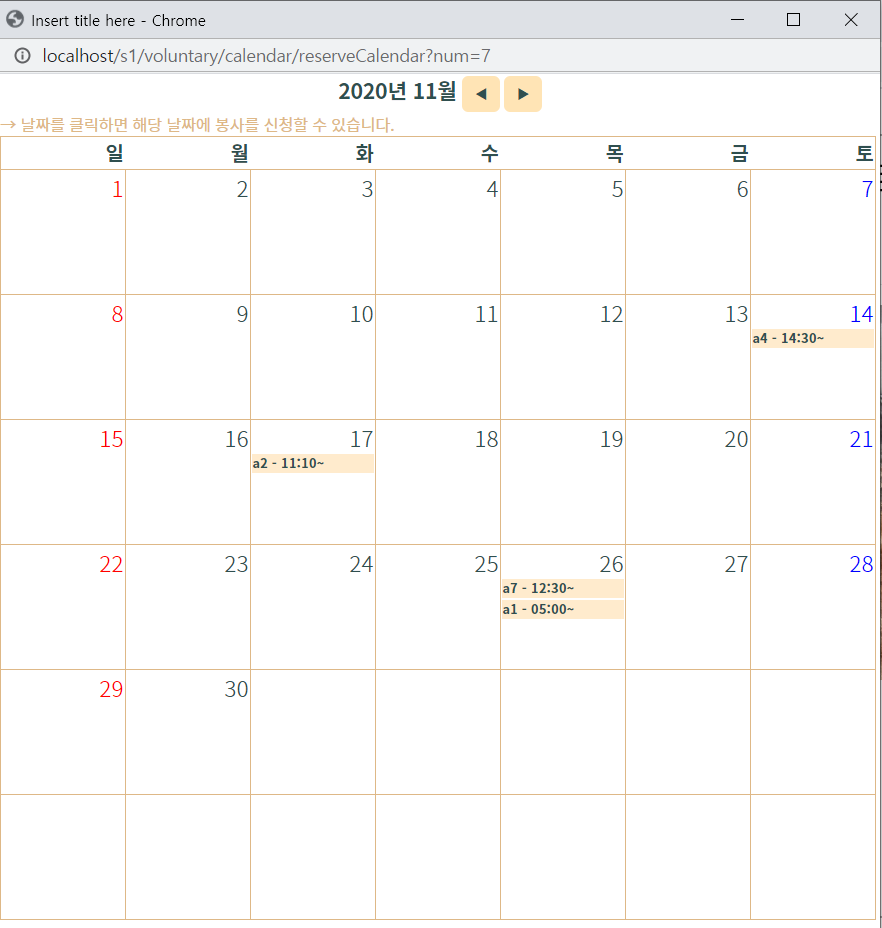 Insert title here - Chrome
localhost/s1/voluntary/calendar/reserveCalendar?num=7
2020년 11월 ◀ ▶
→ 날짜를 클릭하면 해당 날짜에 봉사를 신청할 수 있습니다.
일 월 화 수 목 금 토
1 2 3 4 5 6 7
8 9 10 11 12 13 14
a4 - 14:30~
15 16 17 18 19 20 21
a2 - 11:10~
22 23 24 25 26 27 28
a7 - 12:30~
a1 - 05:00~
29 30